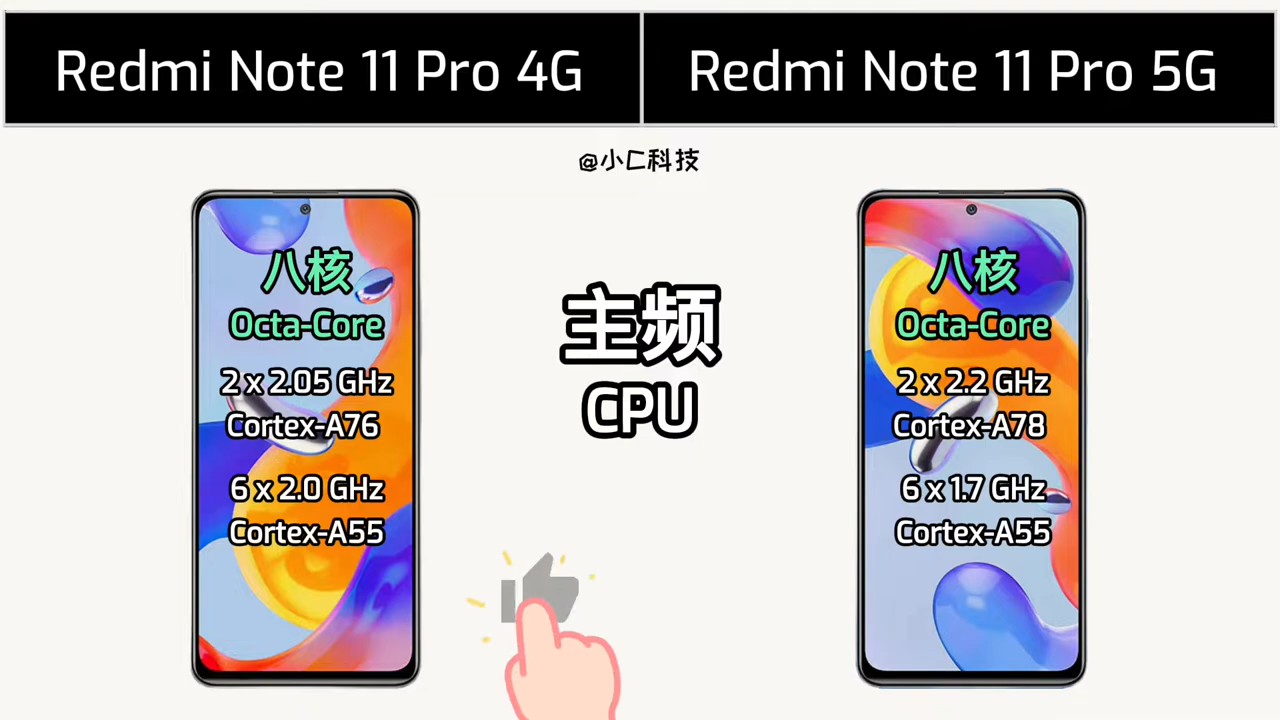 Redmi Note 11 Pro 4G
Redmi Note 11 Pro 5G
@小C科技
八核
Octa-Core
2 x 2.05 GHz
Cortex-A76
6 x 2.0 GHz
Cortex-A55
主频
CPU
八核
Octa-Core
2 x 2.2 GHz
Cortex-A78
6 x 1.7 GHz
Cortex-A55